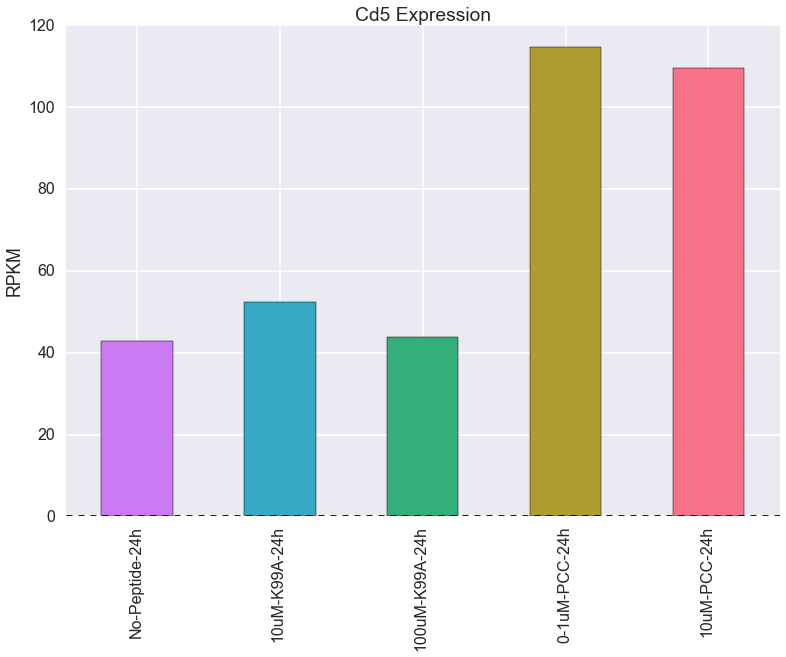 Cd5 Expression
120
100
80
60
40
20
0
RPKM
No-Peptide-24h
10uM-K99A-24h
100uM-K99A-24h
0-1uM-PCC-24h
10uM-PCC-24h